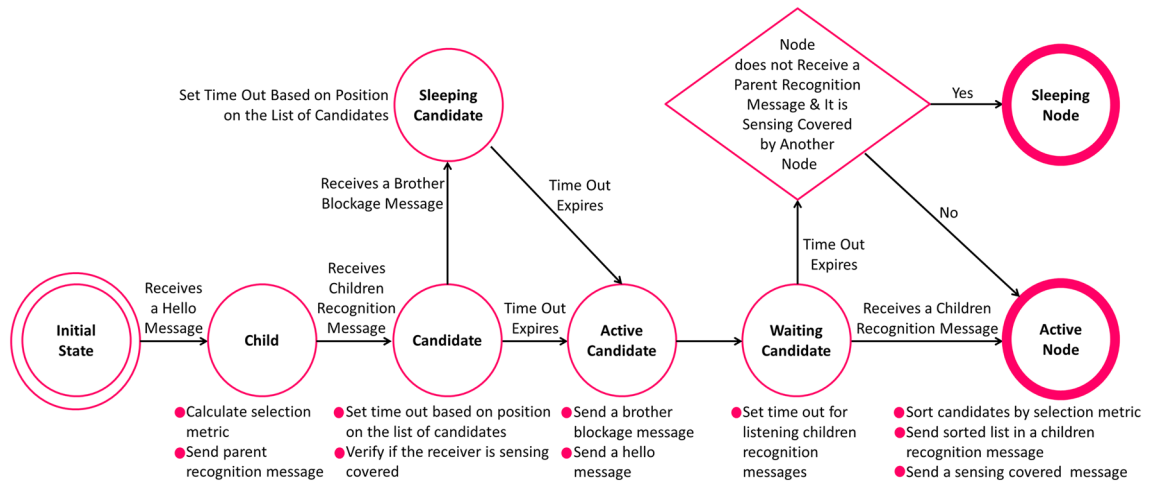 Set Time Out Based on Position
on the List of Candidates
Sleeping
Candidate
Node
does not Receive a
Parent Recognition
Message & It is
Sensing Covered
by Another
Node
Yes
Sleeping
Node
Receives a Brother
Blockage Message
Time Out
Expires
No
Time Out
Expires
Initial
State
Receives
a Hello
Message
Child
Receives
Children
Recognition
Message
Candidate
Time Out
Expires
Active
Candidate
Waiting
Candidate
Receives a Children
Recognition Message
Active
Node
Calculate selection
metric
Send parent
recognition message
Set time out based on position
on the list of candidates
Verify if the receiver is sensing
covered
Send a brother
blockage message
Send a hello
message
Set time out for
listening children
recognition
messages
Sort candidates by selection metric
Send sorted list in a children
recognition message
Send a sensing covered message